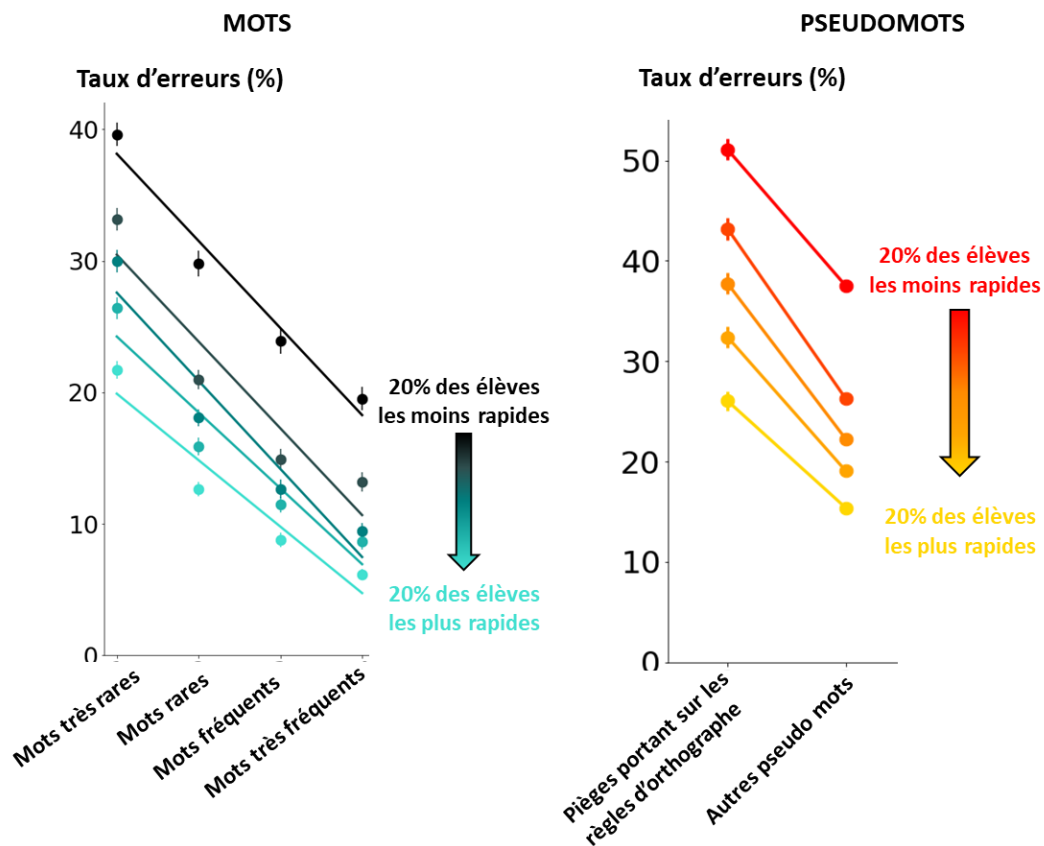 MOTS
Taux d'erreurs (%)
40
30
20
10
0
Mots très rares
Mots rares
Mots fréquents
Mots très fréquents
20% des élèves
les moins rapides
20% des élèves
les plus rapides
PSEUDOMOTS
Taux d'erreurs (%)
50
40
30
20
10
0
Pièges portant sur les
règles d'orthographe
Autres pseudo mots
20% des élèves
les moins rapides
20% des élèves
les plus rapides